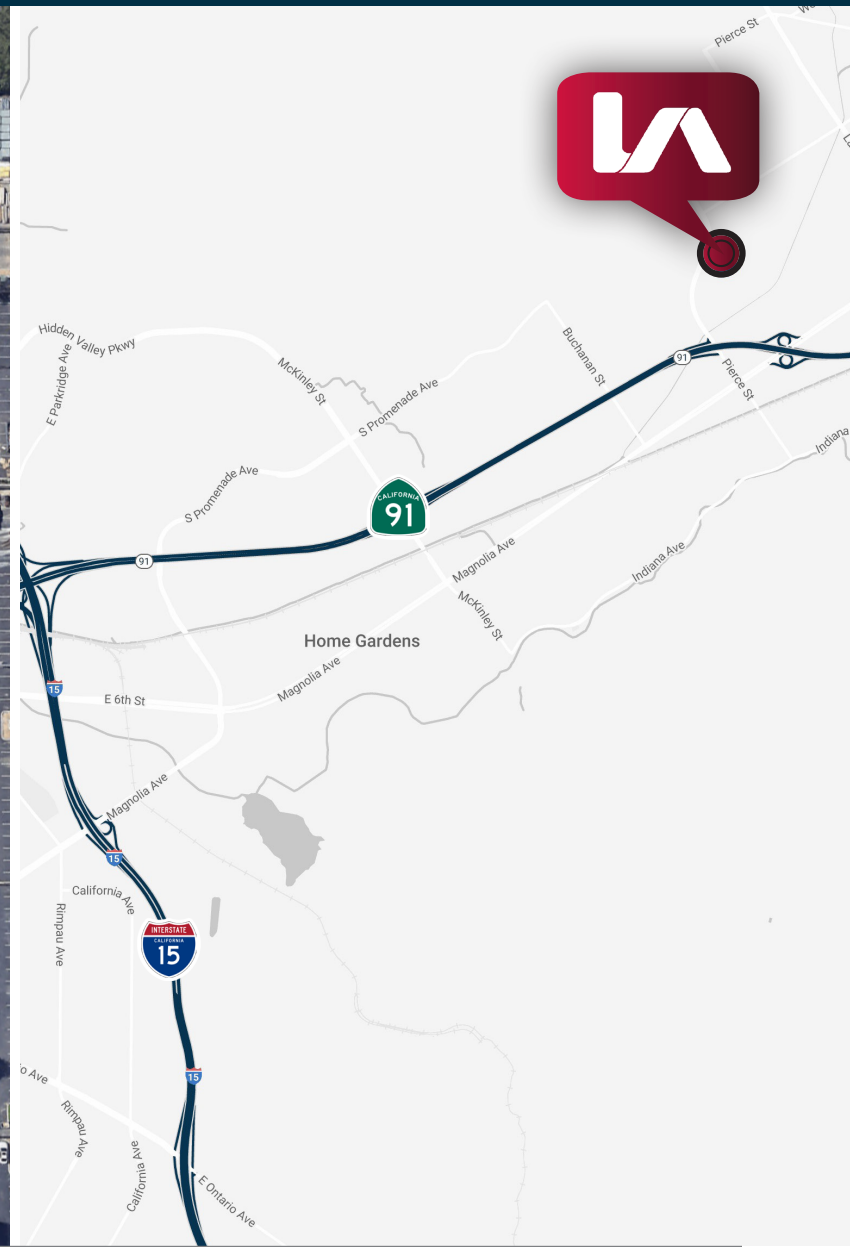 Pierce St
LA
Hidden Valley Pkwy
E Parkridge Ave
McKinley St
Buchanan St
91
Pierce St
S Promenade Ave
Indiana
S Promenade Ave
CALIFORNIA
91
91
Magnolia Ave
Indiana Ave
McKinley St
Home Gardens
Magnolia Ave
15
E 6th St
Magnolia Ave
15
California Ave
Rimpau Ave
INTERSTATE
CALIFORNIA
15
15
o Ave
Rimpau Ave
California Ave
E Ontario Ave